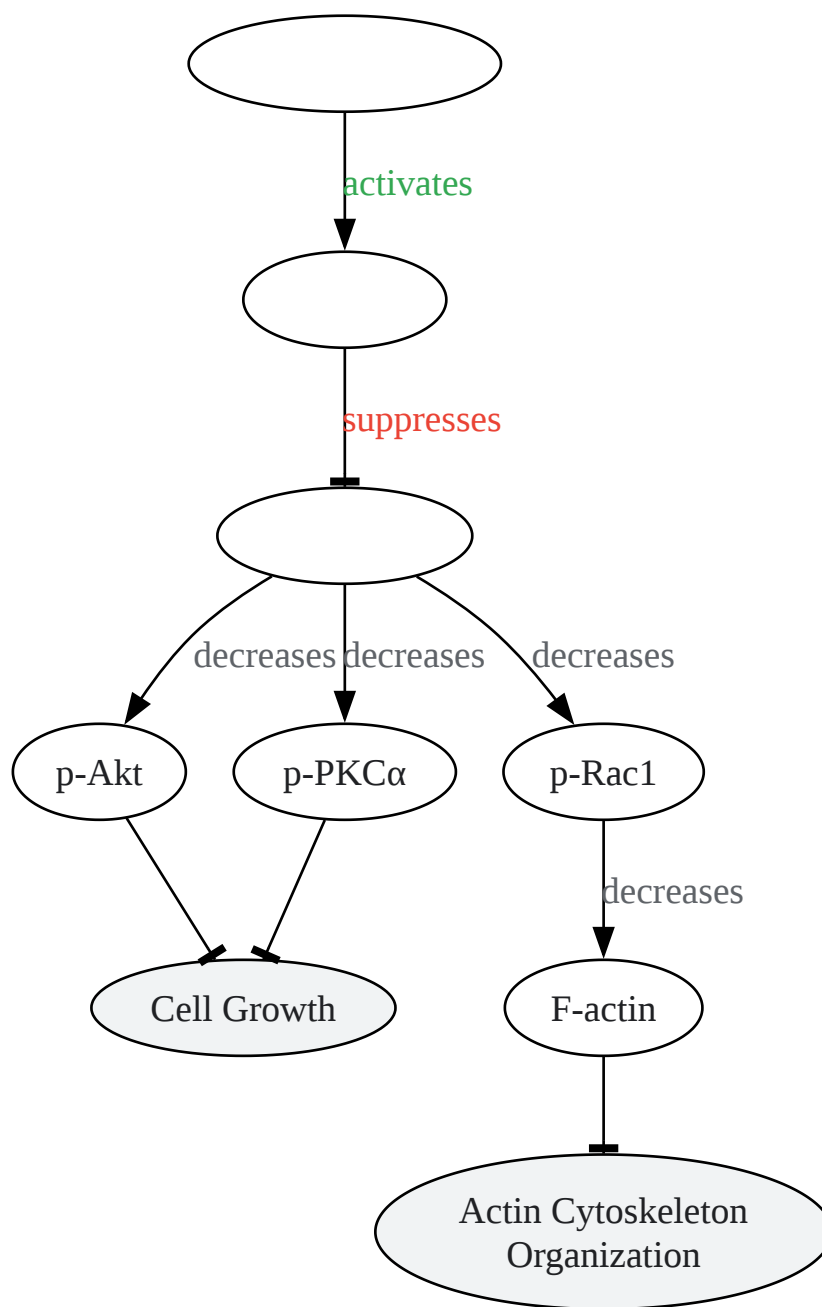 activates
suppresses
decreases decreases decreases
p-Akt p-PKCα p-Rac1
decreases
Cell Growth F-actin
Actin Cytoskeleton
Organization